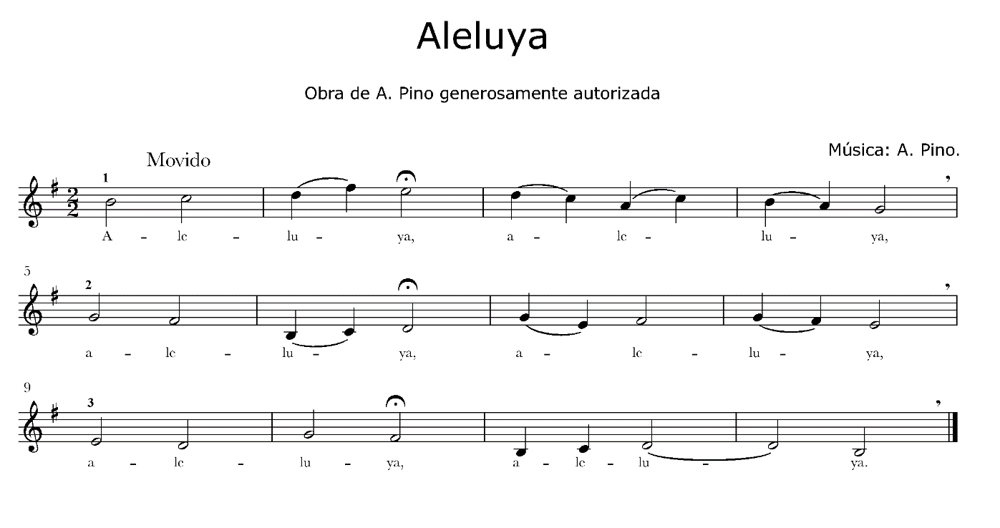 Aleluya
Obra de A. Pino generosamente autorizada
Música: A. Pino.
Movido
1
2
2
A - le - lu - ya, a - le - lu - ya,
5
2
a - le - lu - ya, a - le - lu - ya,
9
3
a - le - lu - ya, a - le - lu - ya.